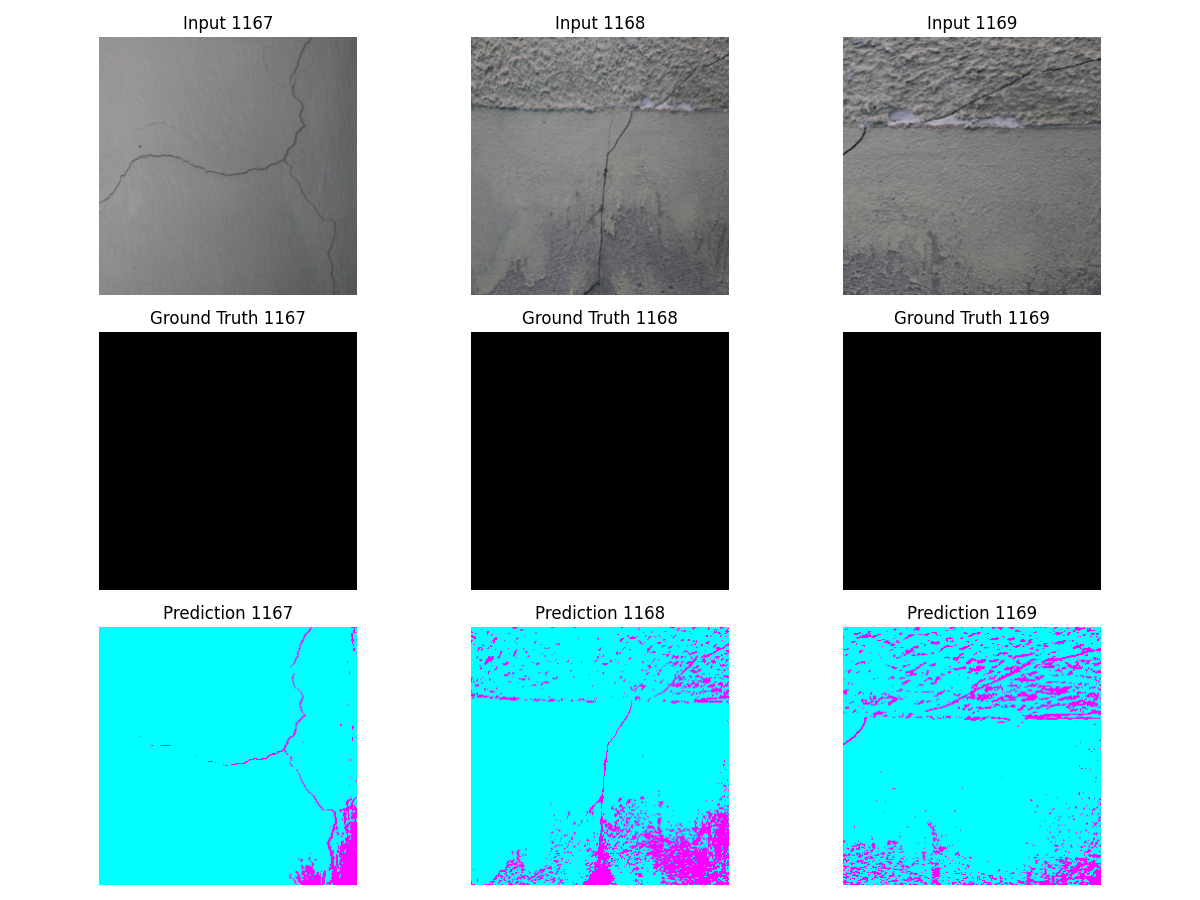 Input 1167
Input 1168
Input 1169
Ground Truth 1167
Ground Truth 1168
Ground Truth 1169
Prediction 1167
Prediction 1168
Prediction 1169